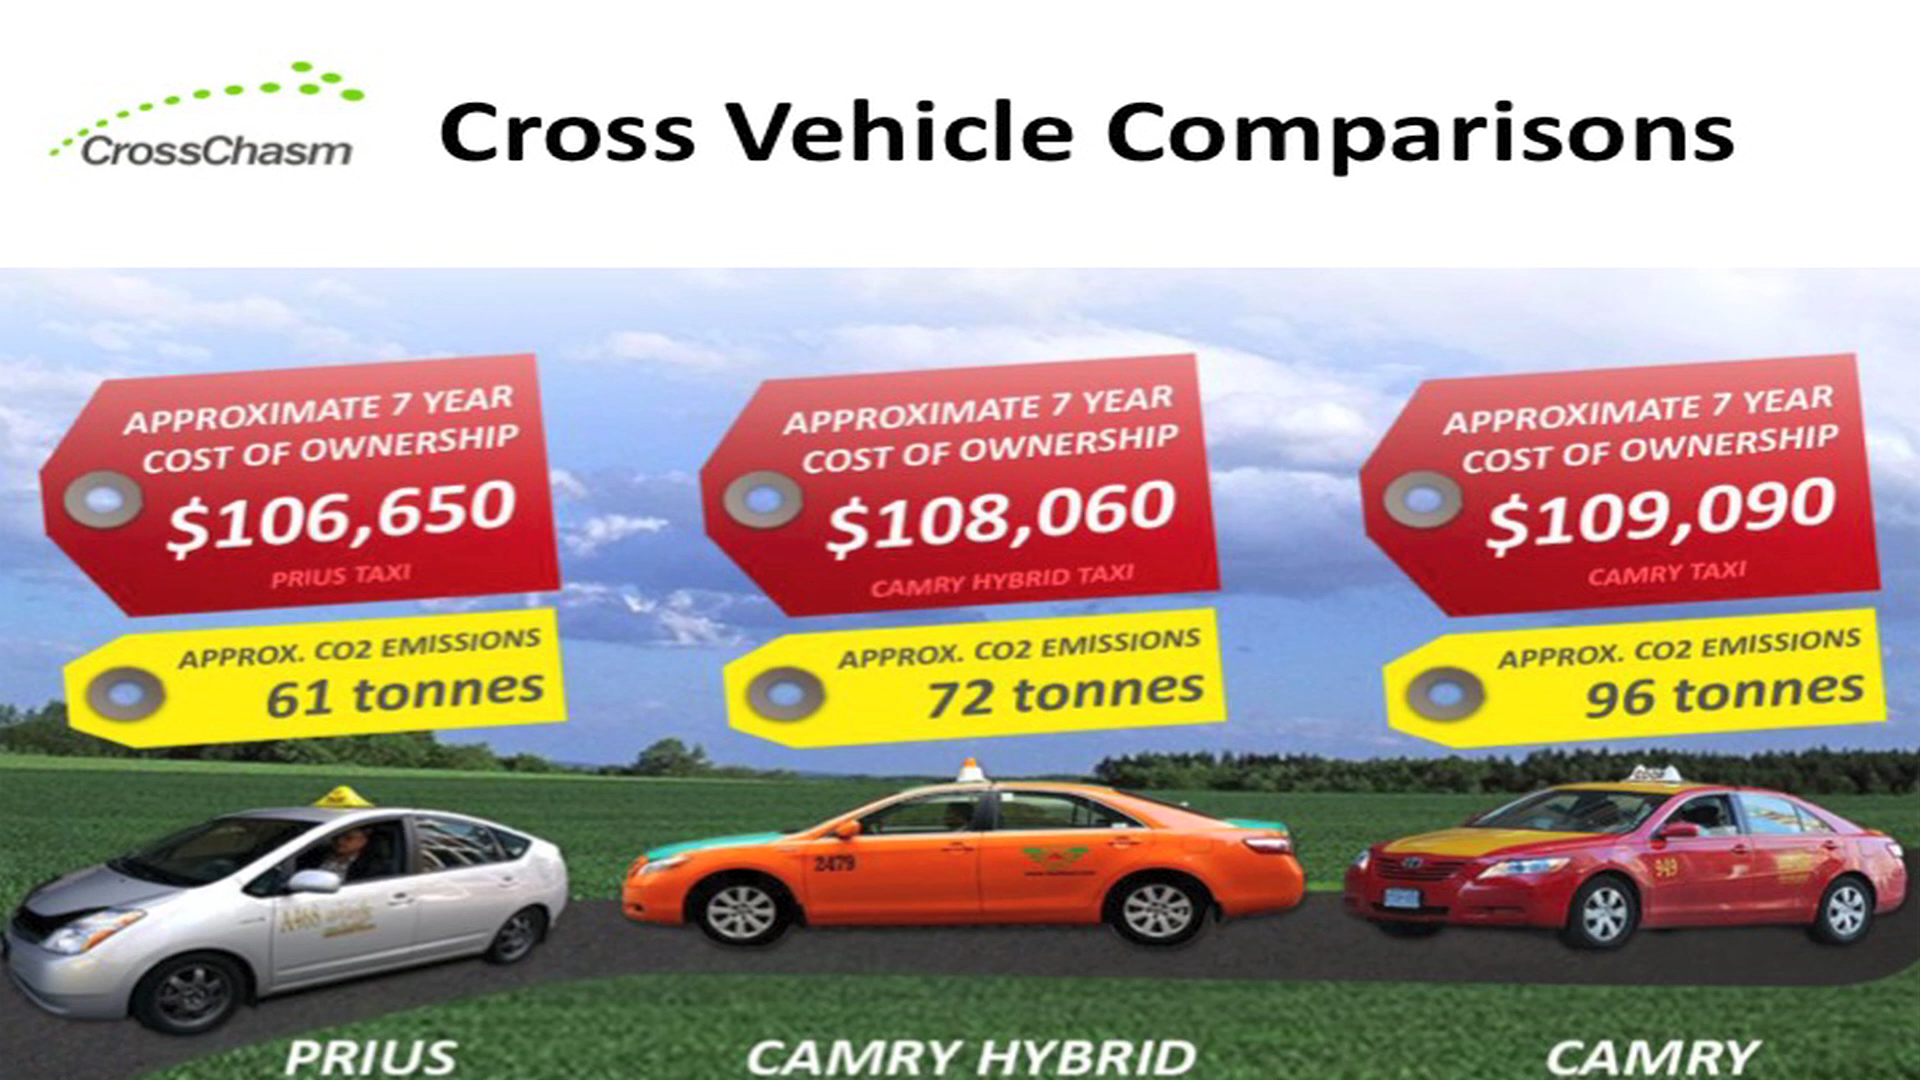 CrossChasm
Cross Vehicle Comparisons
APPROXIMATE 7 YEAR
COST OF OWNERSHIP
$106,650
PRIUS TAXI
APPROX. CO2 EMISSIONS
61 tonnes
APPROXIMATE 7 YEAR
COST OF OWNERSHIP
$108,060
CAMRY HYBRID TAXI
APPROX. CO2 EMISSIONS
72 tonnes
APPROXIMATE 7 YEAR
COST OF OWNERSHIP
$109,090
CAMRY TAXI
APPROX. CO2 EMISSIONS
96 tonnes
A468
2479
949
PRIUS
CAMRY HYBRID
CAMRY